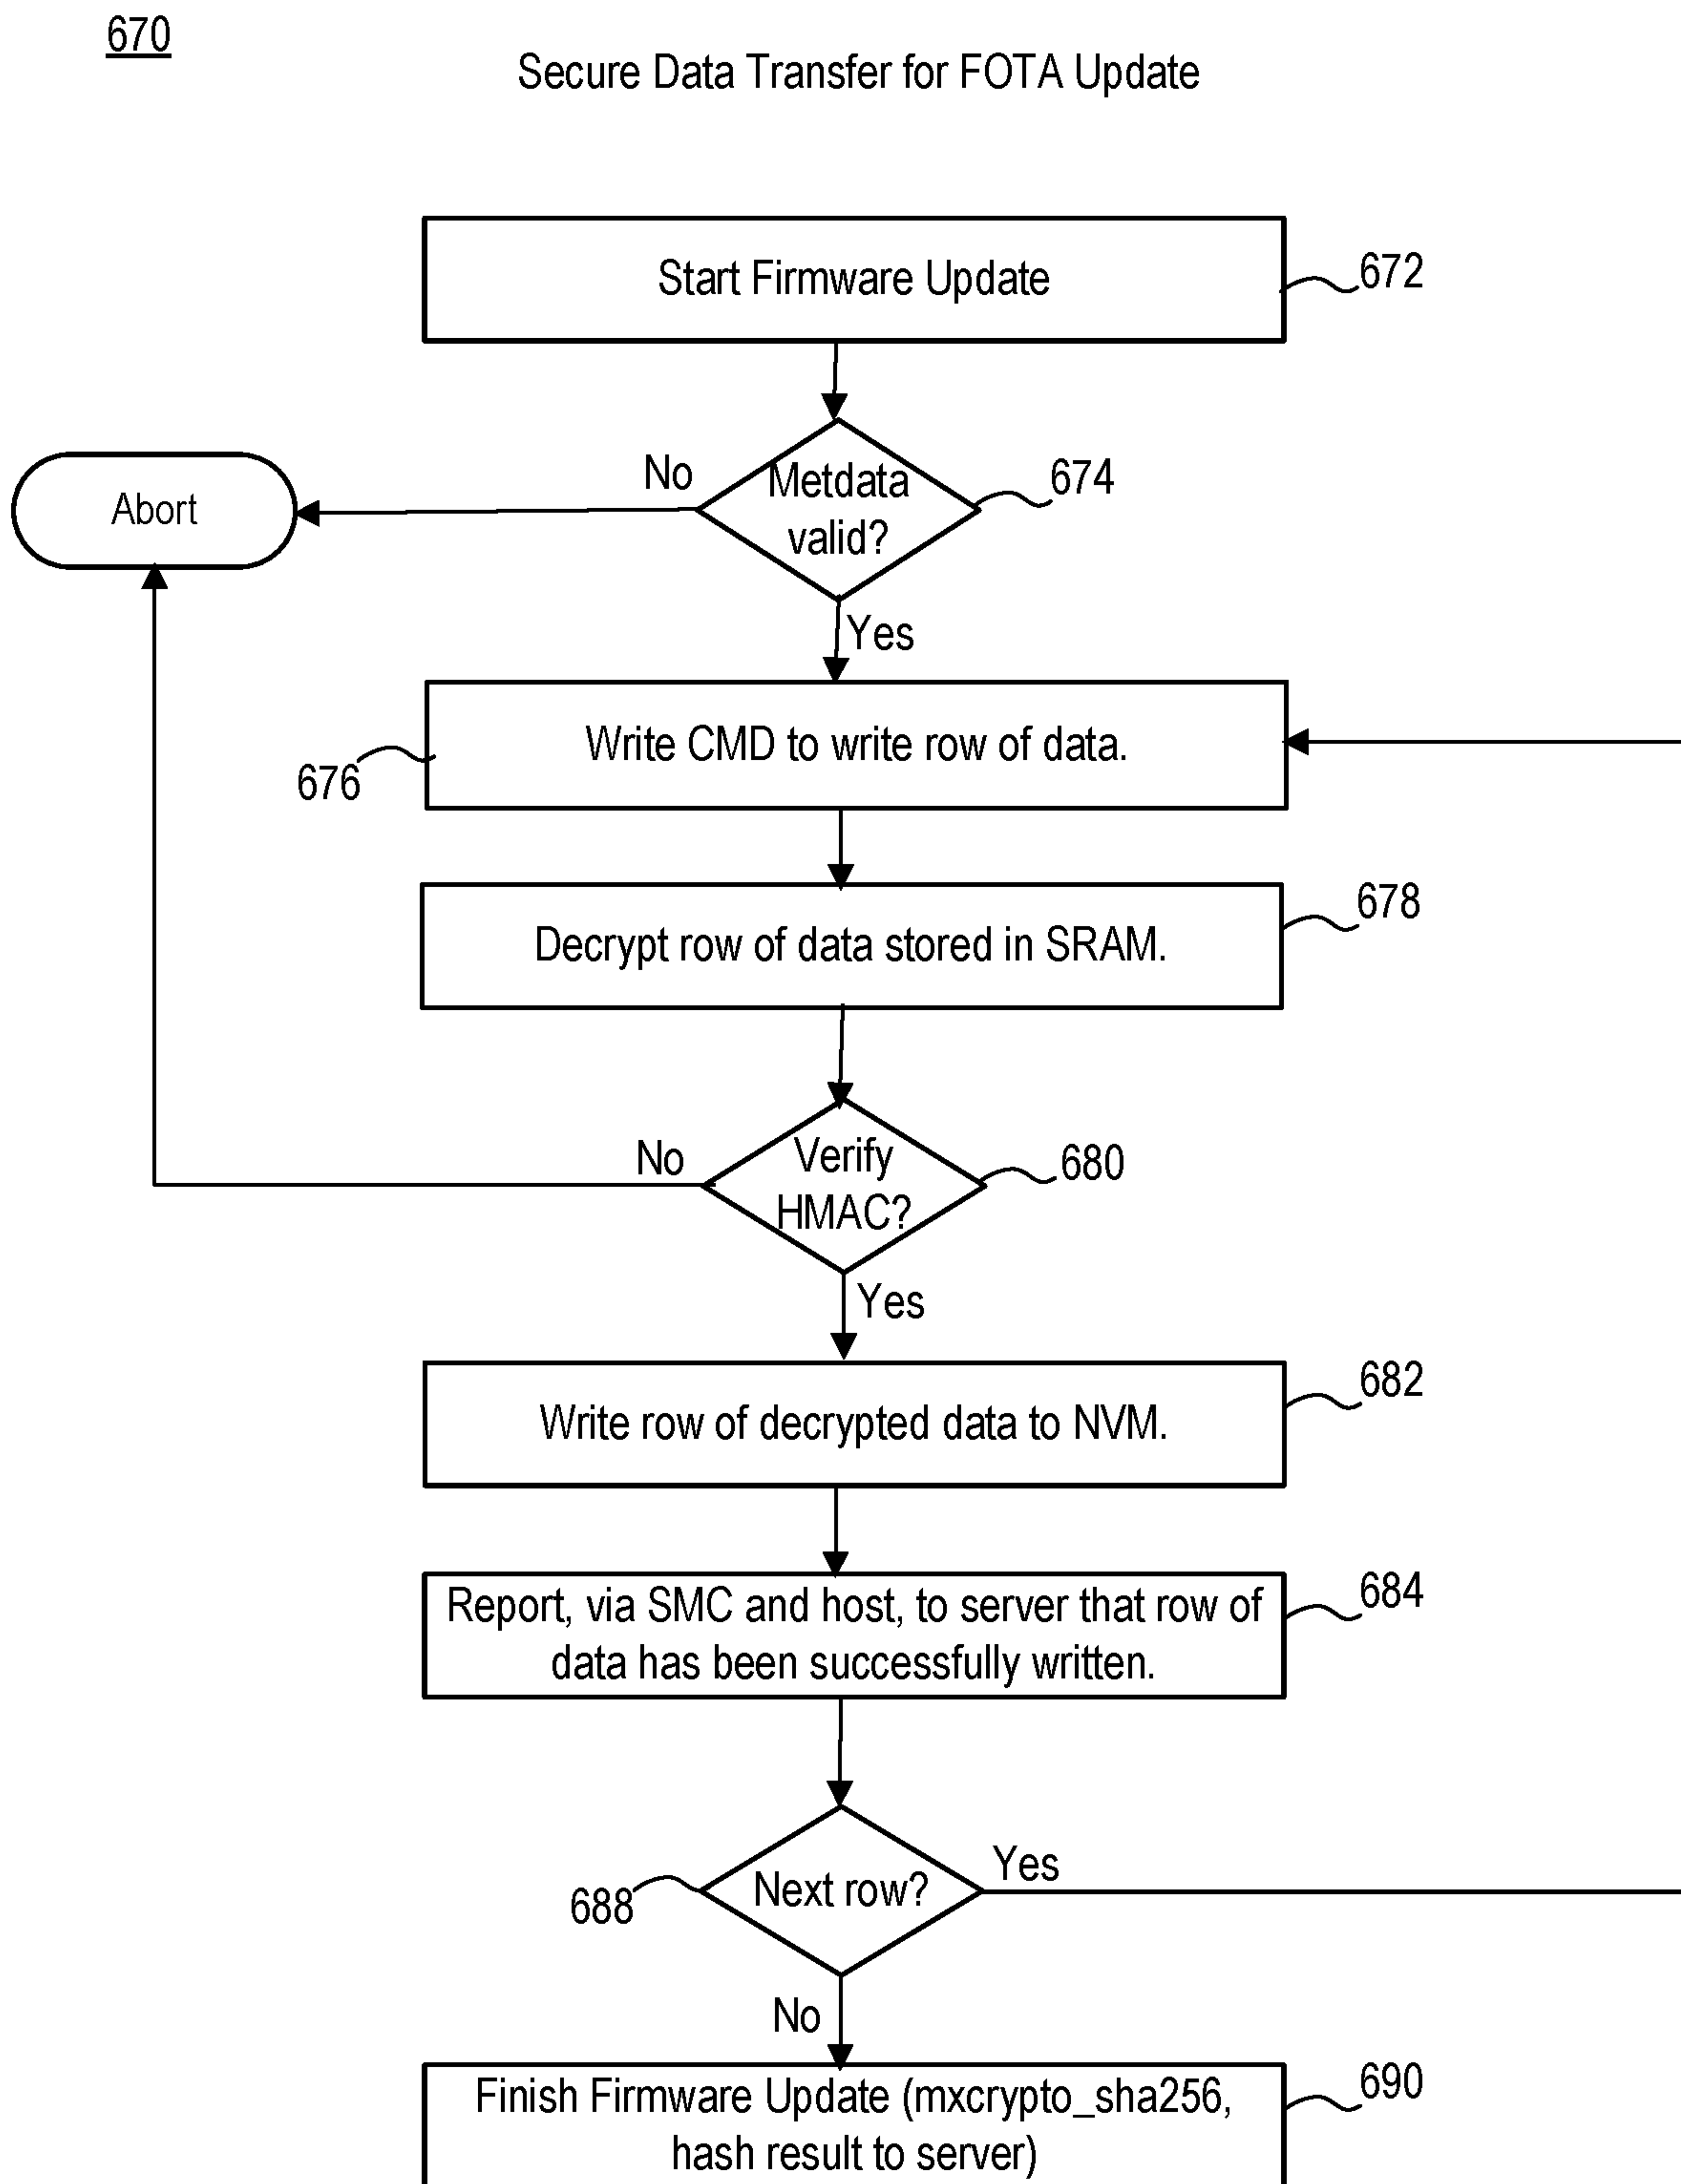 670
Secure Data Transfer for FOTA Update
Start Firmware Update
672
No
Metdata
valid?
674
Abort
Yes
Write CMD to write row of data.
676
Decrypt row of data stored in SRAM.
678
No
Verify
HMAC?
680
Yes
Write row of decrypted data to NVM.
682
Report, via SMC and host, to server that row of
data has been successfully written.
684
Next row?
Yes
688
No
Finish Firmware Update (mxcrypto_sha256,
hash result to server)
690